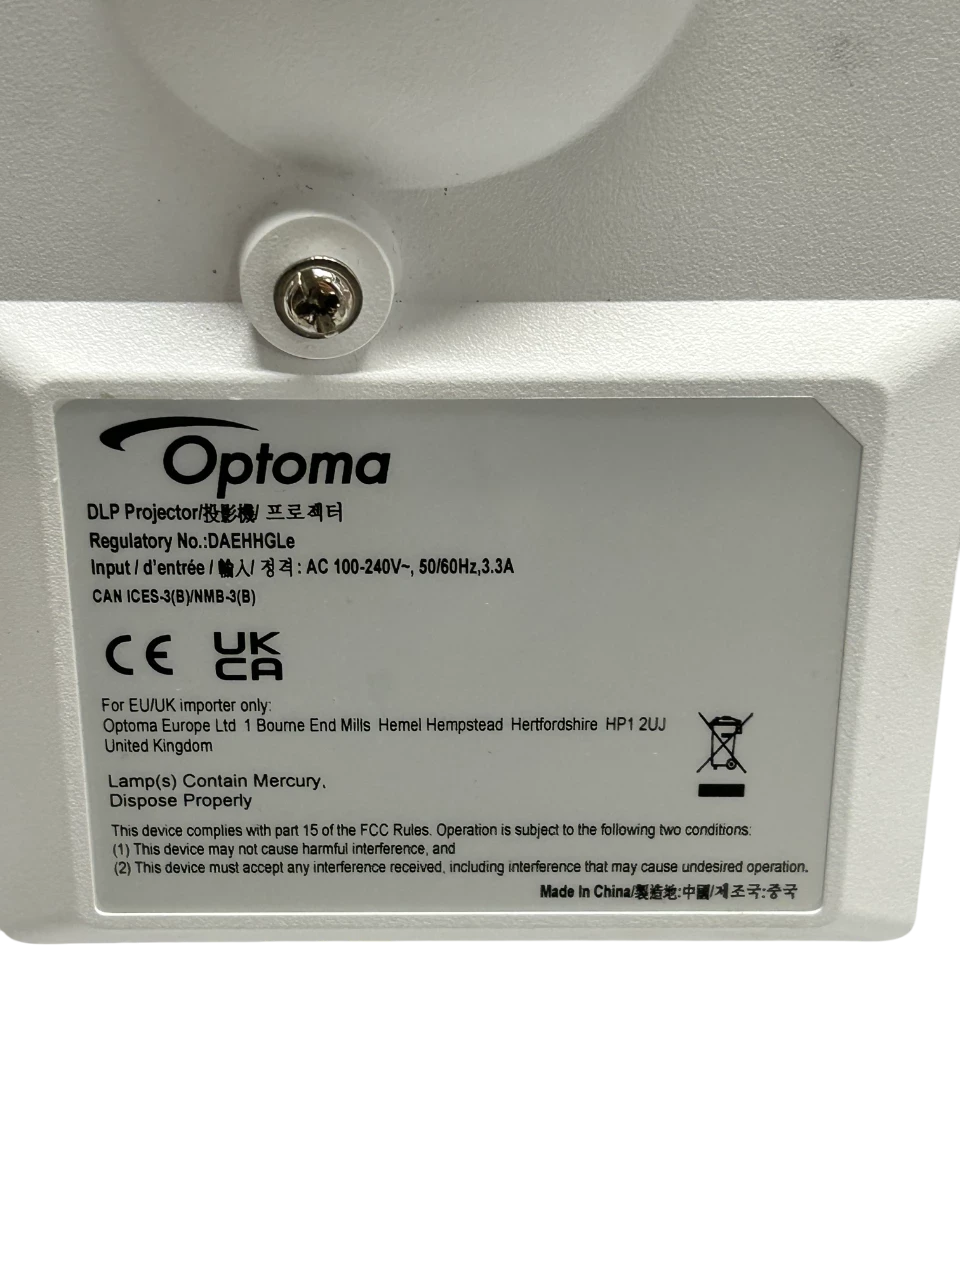 Optoma
DLP Projector/投影機/ 프로젝터
Regulatory No.:DAEHHGLe
Input / d'entrée / 輸入/ 정격: AC 100-240V~, 50/60Hz,3.3A
CAN ICES-3(B)/NMB-3(B)
CE UK CA
For EU/UK importer only:
Optoma Europe Ltd 1 Bourne End Mills Hemel Hempstead Hertfordshire HP1 2UJ
United Kingdom
Lamp(s) Contain Mercury,
Dispose Properly
This device complies with part 15 of the FCC Rules. Operation is subject to the following two conditions:
(1) This device may not cause harmful interference, and
(2) This device must accept any interference received, including interference that may cause undesired operation.
Made In China/製造地:中國/제조국:중국